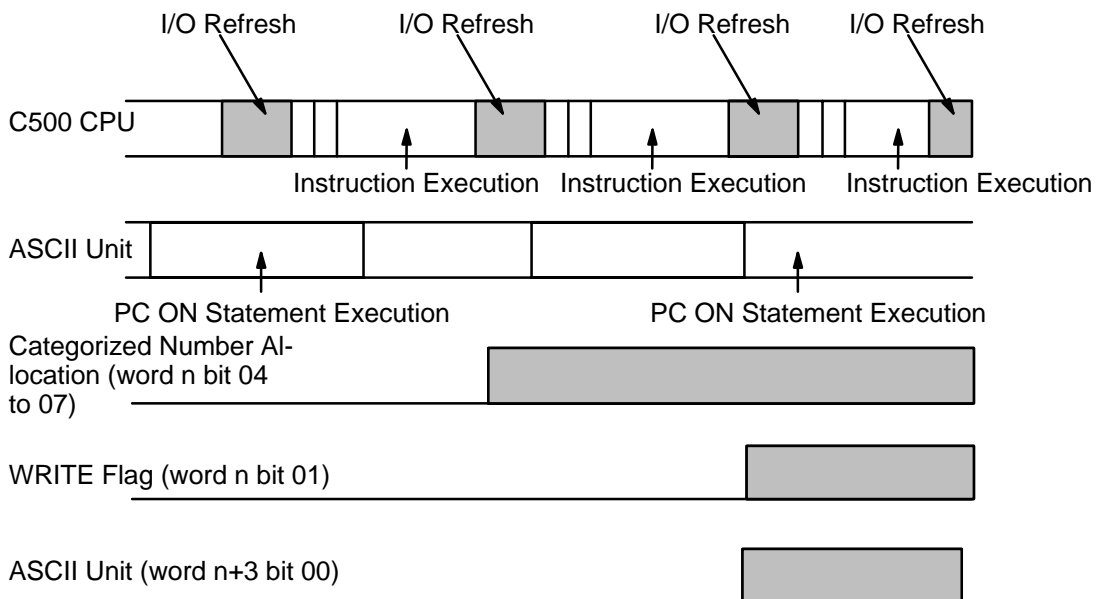 I/O Refresh I/O Refresh I/O Refresh I/O Refresh
C500 CPU
Instruction Execution Instruction Execution Instruction Execution
ASCII Unit
PC ON Statement Execution PC ON Statement Execution
Categorized Number Al-
location (word n bit 04
to 07)
WRITE Flag (word n bit 01)
ASCII Unit (word n+3 bit 00)